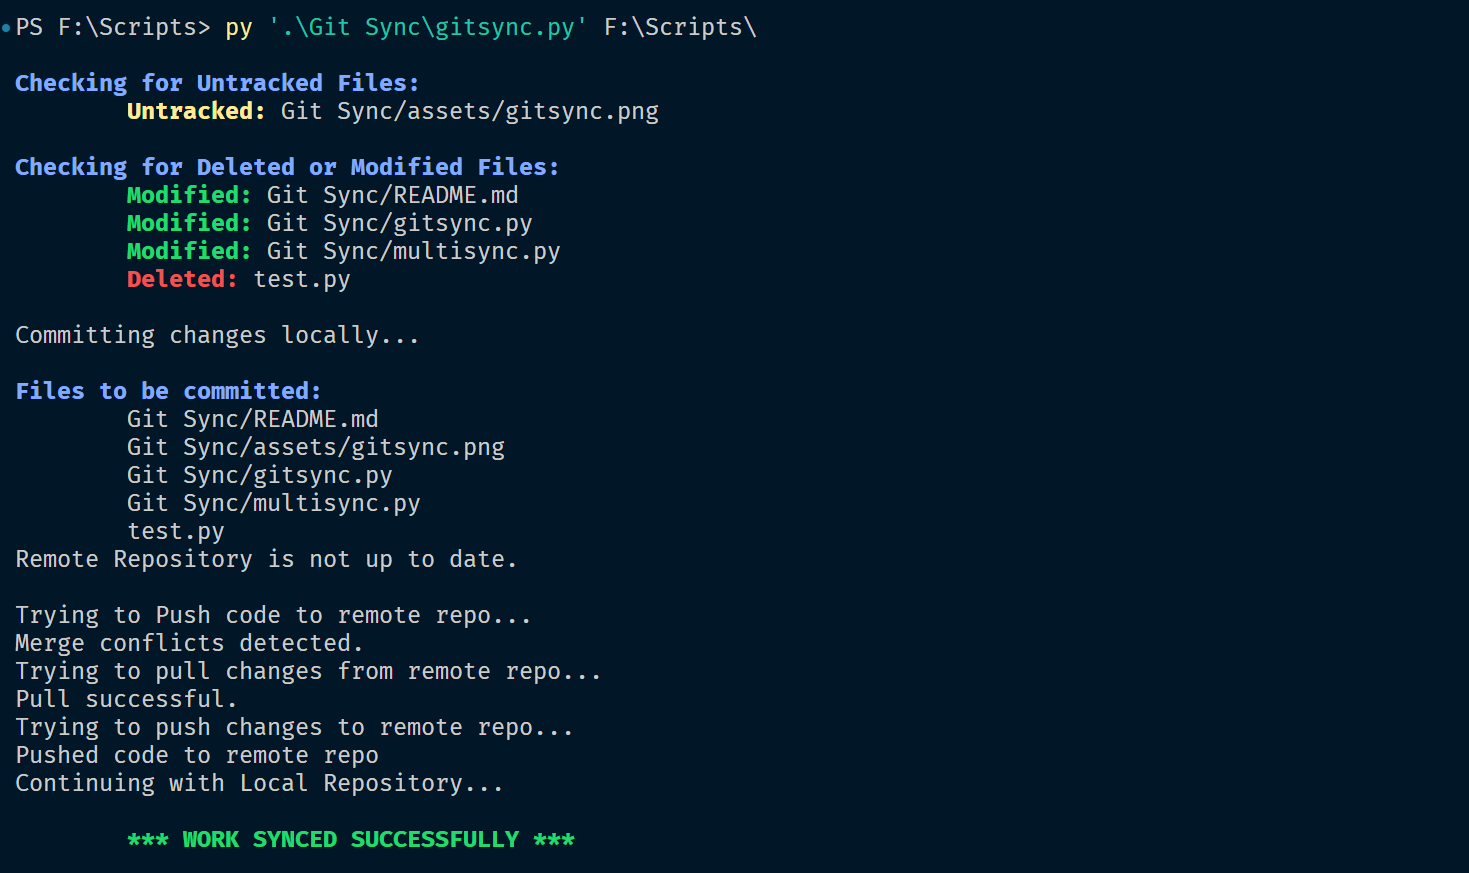 PS F:\Scripts> py '.\Git Sync\gitsync.py' F:\Scripts\
Checking for Untracked Files:
Untracked: Git Sync/assets/gitsync.png
Checking for Deleted or Modified Files:
Modified: Git Sync/README.md
Modified: Git Sync/gitsync.py
Modified: Git Sync/multisync.py
Deleted: test.py
Committing changes locally...
Files to be committed:
Git Sync/README.md
Git Sync/assets/gitsync.png
Git Sync/gitsync.py
Git Sync/multisync.py
test.py
Remote Repository is not up to date.
Trying to Push code to remote repo...
Merge conflicts detected.
Trying to pull changes from remote repo...
Pull successful.
Trying to push changes to remote repo...
Pushed code to remote repo
Continuing with Local Repository...
*** WORK SYNCED SUCCESSFULLY ***